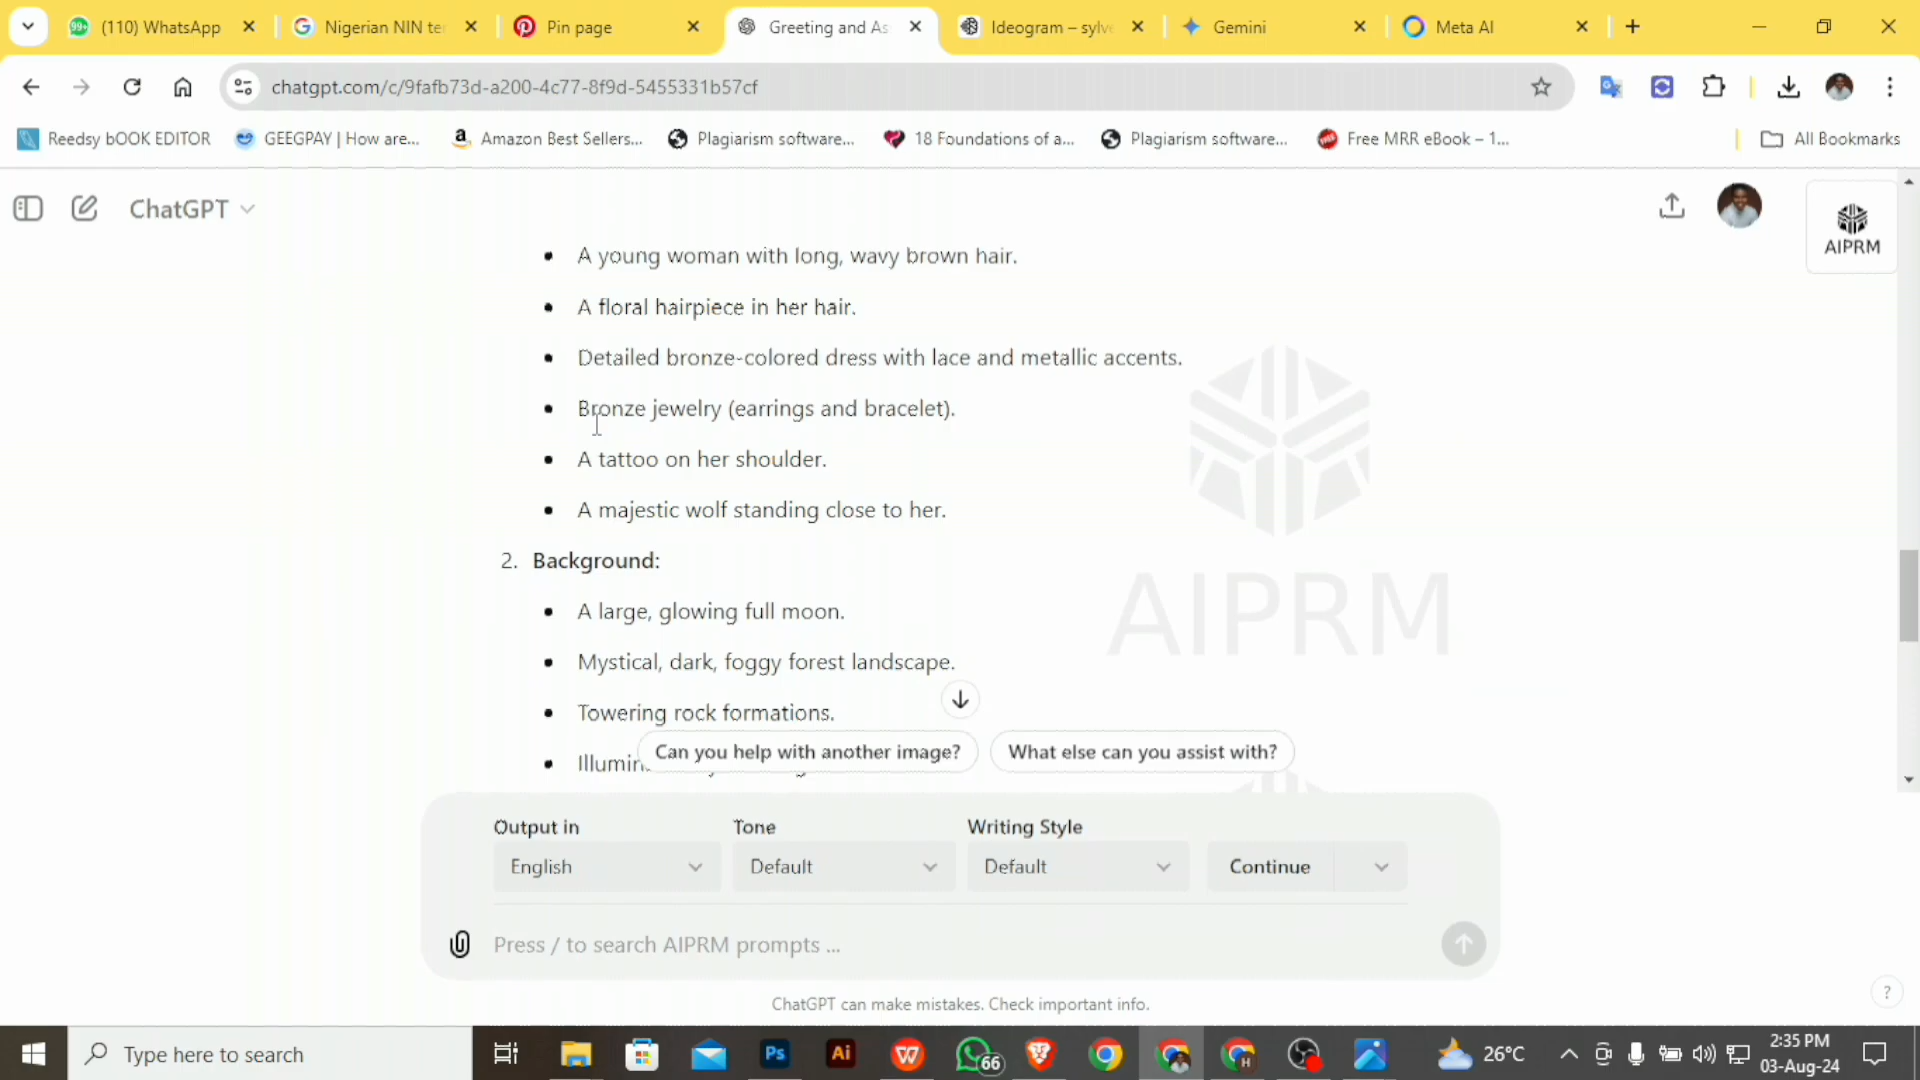 (110) WhatsApp
Nigerian NIN te
Pin page
Greeting and As
Ideogram – sylv
Gemini
Meta AI
chatgpt.com/c/9fafb73d-a200-4c77-8f9d-5455331b57cf
Reedsy bOOK EDITOR
GEEGPAY | How are...
Amazon Best Sellers...
Plagiarism software...
18 Foundations of a...
Plagiarism software...
Free MRR eBook – 1...
All Bookmarks
ChatGPT
AIPRM
• A young woman with long, wavy brown hair.
• A floral hairpiece in her hair.
• Detailed bronze-colored dress with lace and metallic accents.
• Bronze jewelry (earrings and bracelet).
• A tattoo on her shoulder.
• A majestic wolf standing close to her.
2. Background:
• A large, glowing full moon.
• Mystical, dark, foggy forest landscape.
• Towering rock formations.
AIPRM
Can you help with another image?
What else can you assist with?
Output in
Tone
Writing Style
English
Default
Default
Continue
Press / to search AIPRM prompts ...
ChatGPT can make mistakes. Check important info.
?
Type here to search
Ps
Ai
66
26°C
2:35 PM
03-Aug-24